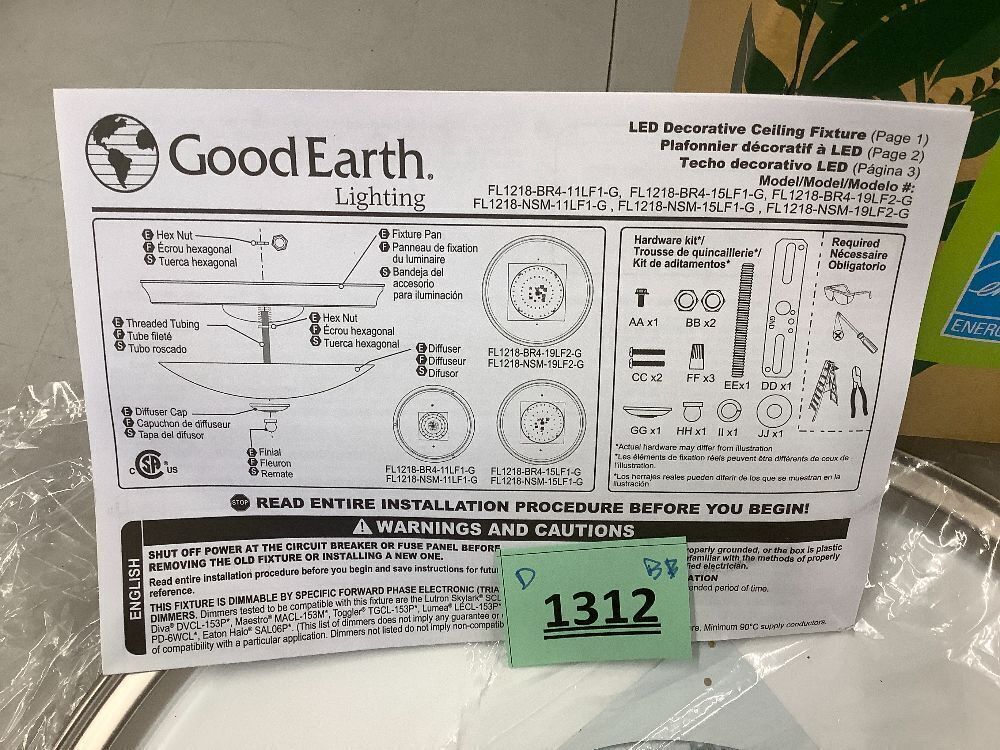 Good Earth®
Lighting
LED Decorative Ceiling Fixture (Page 1)
Plafonnier décoratif à LED (Page 2)
Techo decorativo LED (Página 3)
Model/Model/Modelo #:
FL1218-BR4-11LF1-G, FL1218-BR4-15LF1-G, FL1218-BR4-19LF2-G
FL1218-NSM-11LF1-G , FL1218-NSM-15LF1-G , FL1218-NSM-19LF2-G
E Hex Nut
F Écrou hexagonal
S Tuerca hexagonal
E Fixture Pan
F Panneau de fixation
du luminaire
S Bandeja del
accesorio
para iluminación
E Threaded Tubing
F Tube fileté
S Tubo roscado
E Hex Nut
F Écrou hexagonal
S Tuerca hexagonal
E Diffuser
F Diffuseur
S Difusor
E Diffuser Cap
F Capuchon de diffuseur
S Tapa del difusor
E Finial
F Fleuron
S Remate
C SA® US
FL1218-BR4-19LF2-G
FL1218-NSM-19LF2-G
FL1218-BR4-11LF1-G
FL1218-NSM-11LF1-G
FL1218-BR4-15LF1-G
FL1218-NSM-15LF1-G
Hardware kit*/
Trousse de quincaillerie*/
Kit de aditamentos*
AA x1
BB x2
CC x2
FF x3
EEx1
GND
DD x1
GG x1
HH x1
II x1
JJ x1
Required
Nécessaire
Obligatorio
*Actual hardware may differ from illustration
*Les éléments de fixation réels peuvent être différents de ceux de
l'illustration.
*Los herrajes reales pueden diferir de los que se muestran en la
ilustración
STOP READ ENTIRE INSTALLATION PROCEDURE BEFORE YOU BEGIN!
WARNINGS AND CAUTIONS
ENGLISH
SHUT OFF POWER AT THE CIRCUIT BREAKER OR FUSE PANEL BEFORE
REMOVING THE OLD FIXTURE OR INSTALLING A NEW ONE.
Read entire installation procedure before you begin and save instructions for futu
reference.
THIS FIXTURE IS DIMMABLE BY SPECIFIC FORWARD PHASE ELECTRONIC (TRIA
DIMMERS. Dimmers tested to be compatible with this fixture are the Lutron Skylark® SCL
Diva® DVCL-153P*, Maestro® MACL-153M*, Toggler® TGCL-153P*, Lumea® LECL-153P*
PD-6WCL*, Eaton Halo® SAL06P*. (This list of dimmers does not imply any guarantee or
of compatibility with a particular application. Dimmers not listed do not imply non-compatib
operly grounded, or the box is plastic
familiar with the methods of properly
fied electrician.
ATION
ended period of time.
re. Minimum 90°C supply conductors.
D
BB
1312
ENERG